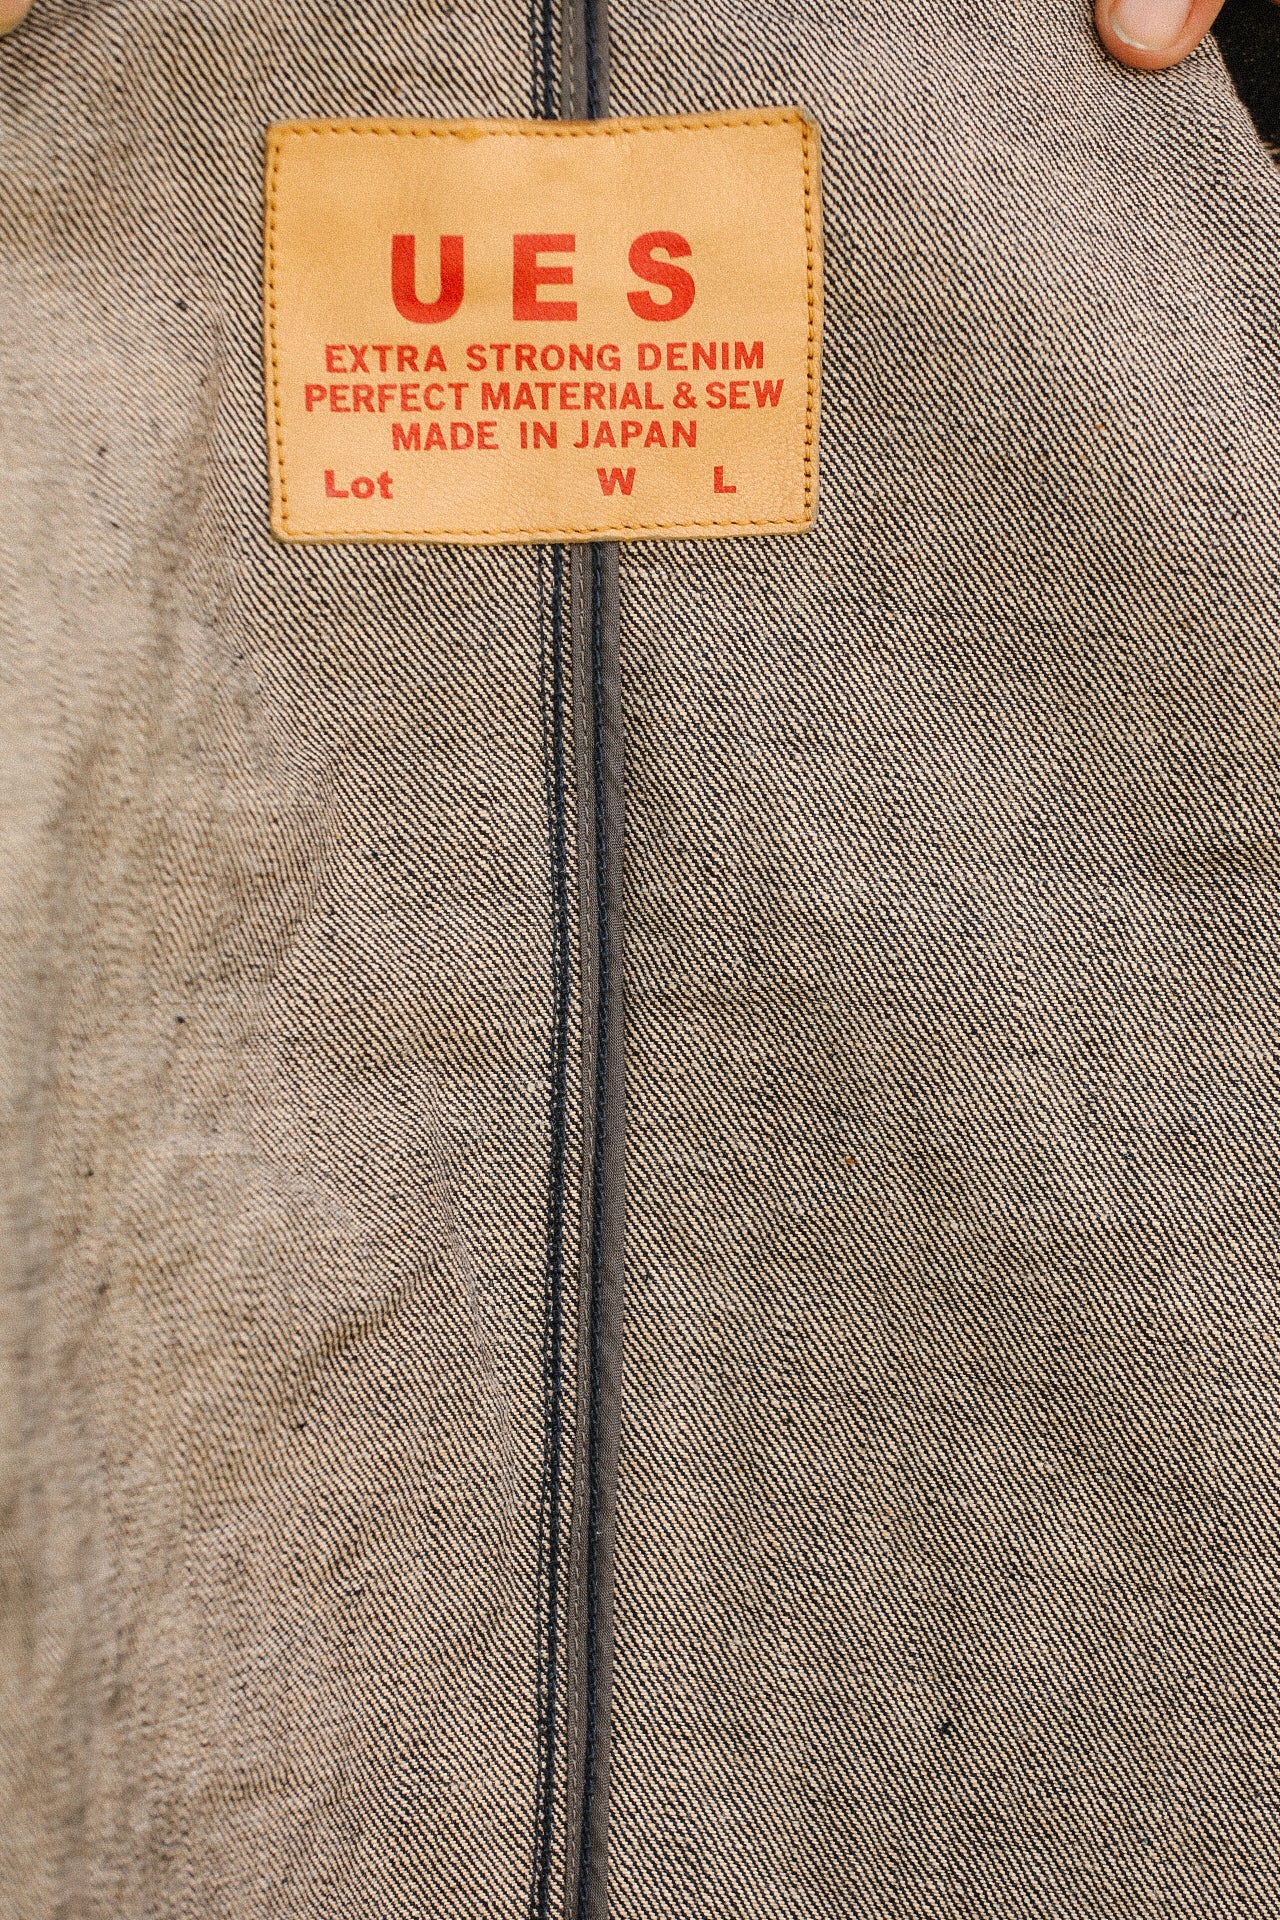 UES
EXTRA STRONG DENIM
PERFECT MATERIAL & SEW
MADE IN JAPAN
Lot W L